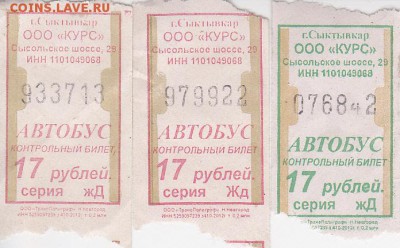 coins.LAVE.RU
г.Сыктывкар
ООО «КУРС»
Сысольское шоссе, 29
ИНН 1101049068
933713
АВТОБУС
КОНТРОЛЬНЫЙ БИЛЕТ
17 рублей.
серия жД
г.Сыктывкар
ООО «КУРС»
Сысольское шоссе, 29
ИНН 1101049068
979922
АВТОБУС
КОНТРОЛЬНЫЙ БИЛЕТ
17 рублей.
серия Жд
г.Сыктывкар
ООО «КУРС»
Сысольское шоссе, 29
ИНН 1101049068
076842
АВТОБУС
КОНТРОЛЬНЫЙ БИЛЕТ
17 рублей.
серия ЖД